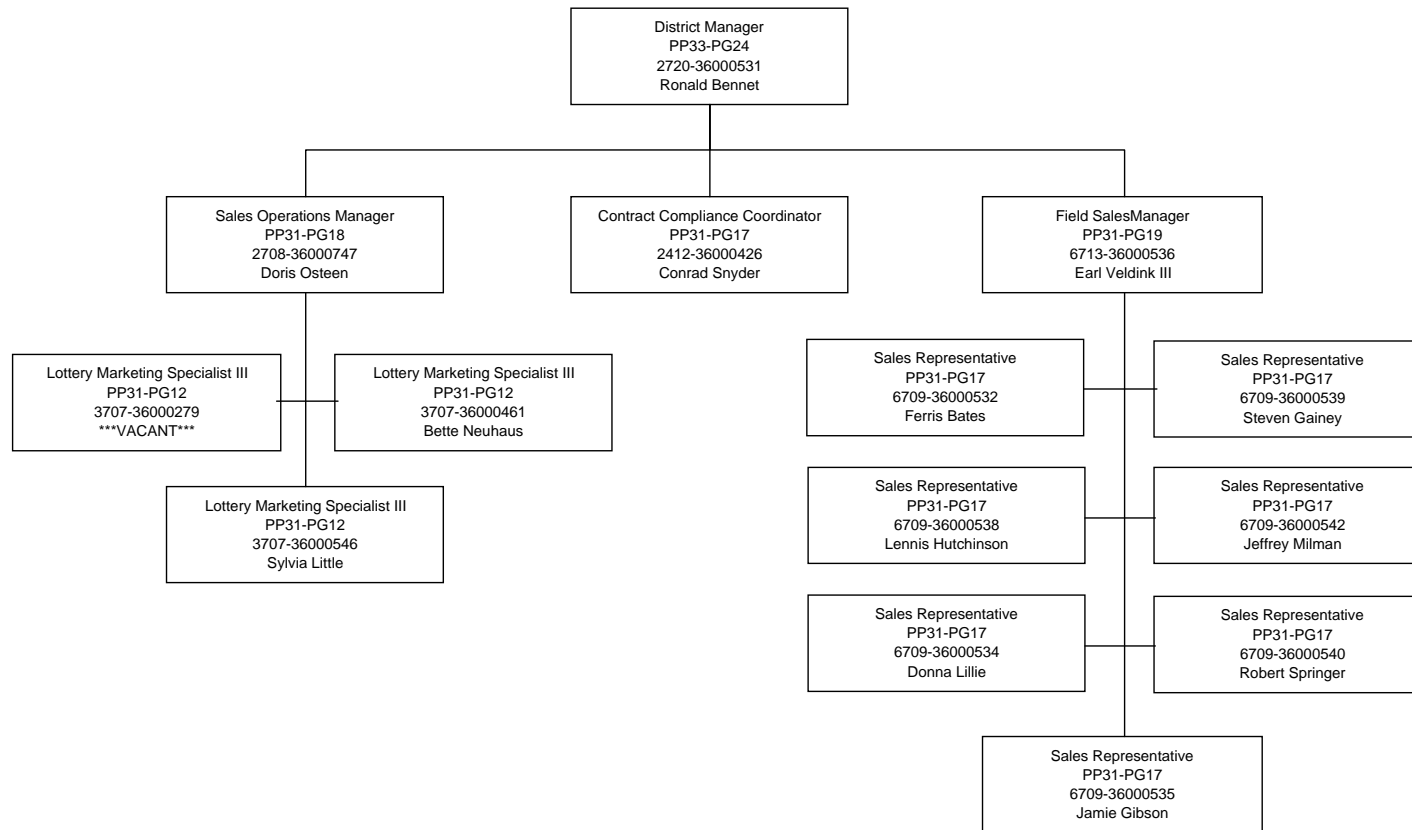 District Manager
PP33-PG24
2720-36000531
Ronald Bennet
Sales Operations Manager
PP31-PG18
2708-36000747
Doris Osteen
Contract Compliance Coordinator
PP31-PG17
2412-36000426
Conrad Snyder
Field SalesManager
PP31-PG19
6713-36000536
Earl Veldink III
Lottery Marketing Specialist III
PP31-PG12
3707-36000279
***VACANT***
Lottery Marketing Specialist III
PP31-PG12
3707-36000461
Bette Neuhaus
Lottery Marketing Specialist III
PP31-PG12
3707-36000546
Sylvia Little
Sales Representative
PP31-PG17
6709-36000532
Ferris Bates
Sales Representative
PP31-PG17
6709-36000539
Steven Gainey
Sales Representative
PP31-PG17
6709-36000538
Lennis Hutchinson
Sales Representative
PP31-PG17
6709-36000542
Jeffrey Milman
Sales Representative
PP31-PG17
6709-36000534
Donna Lillie
Sales Representative
PP31-PG17
6709-36000540
Robert Springer
Sales Representative
PP31-PG17
6709-36000535
Jamie Gibson